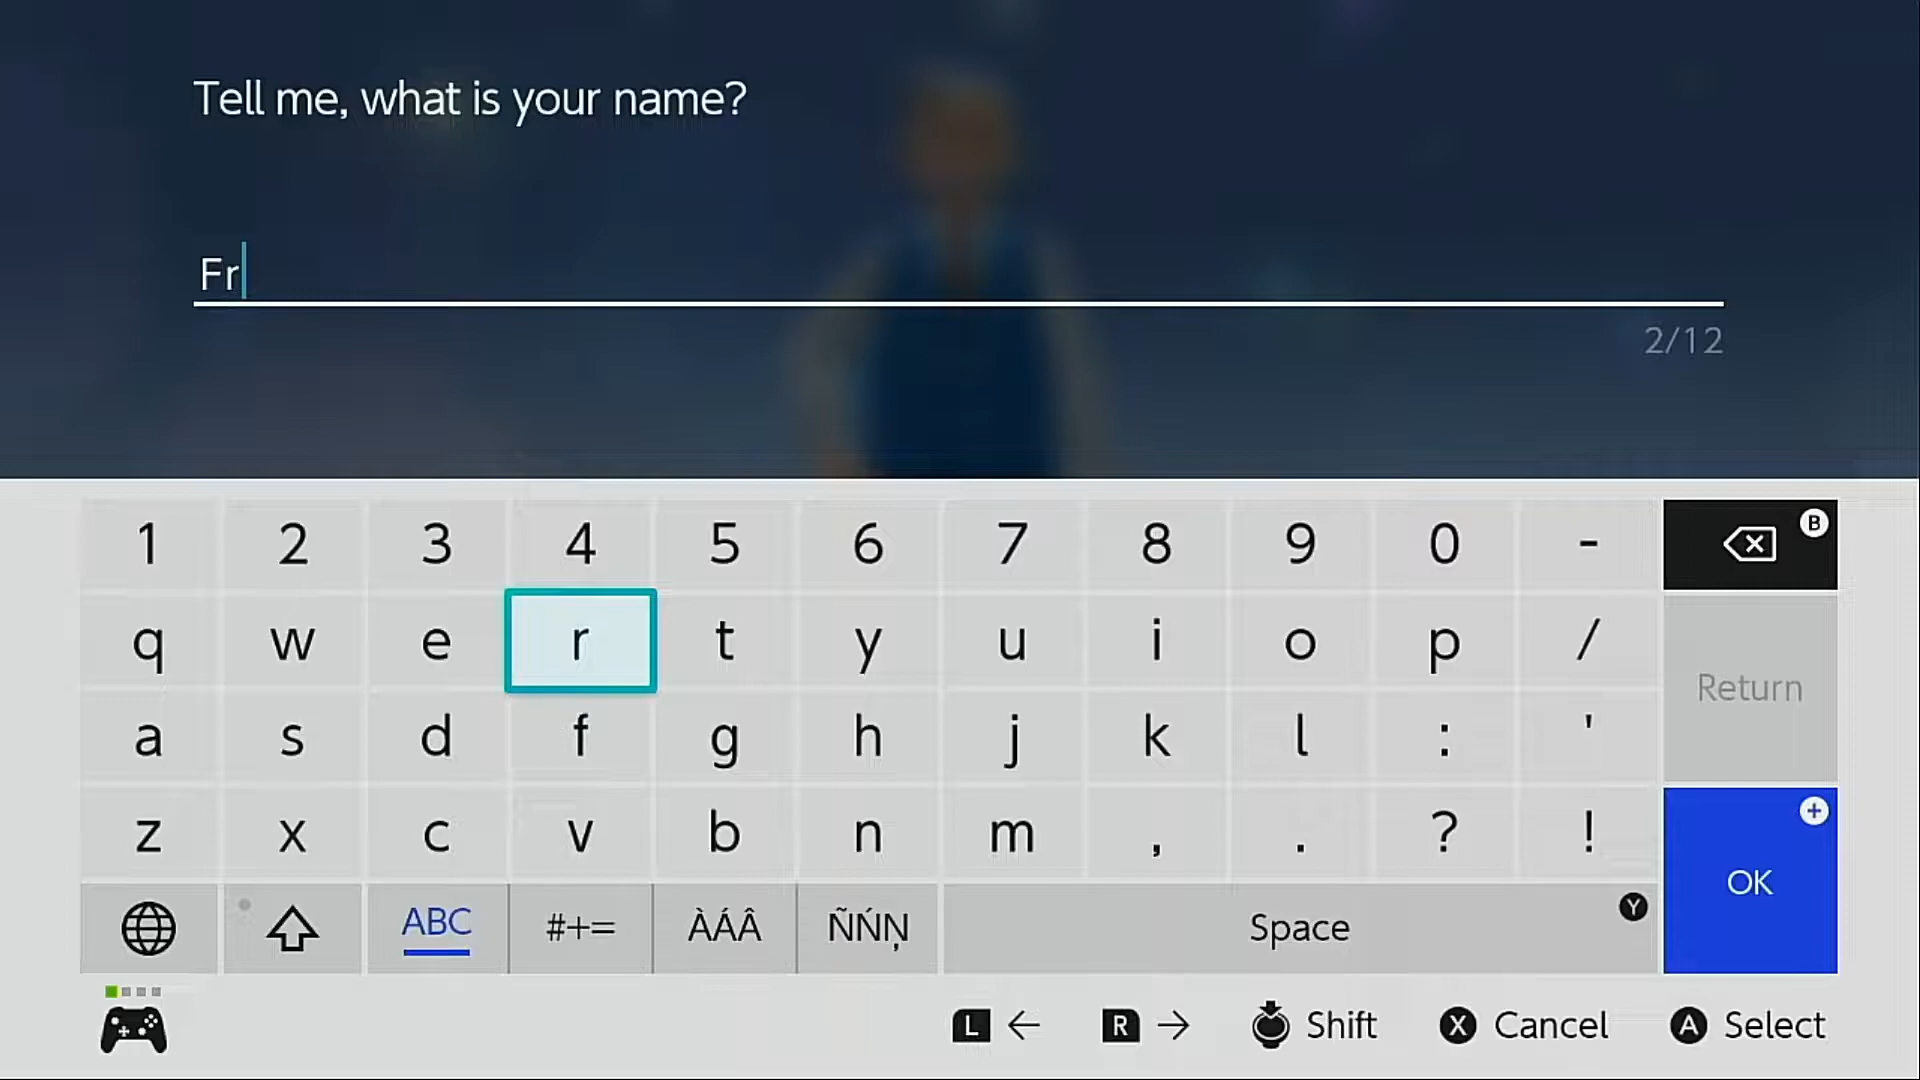 Tell me, what is your name?
Fr
2/12
1 2 3 4 5 6 7 8 9 0 - B
q w e r t y u i o p / Return
a s d f g h j k l : '
z x c v b n m , . ? ! + OK
ABC #+= ÀÁÂ ÑŃŅ Space Y
L ← R → Shift X Cancel A Select